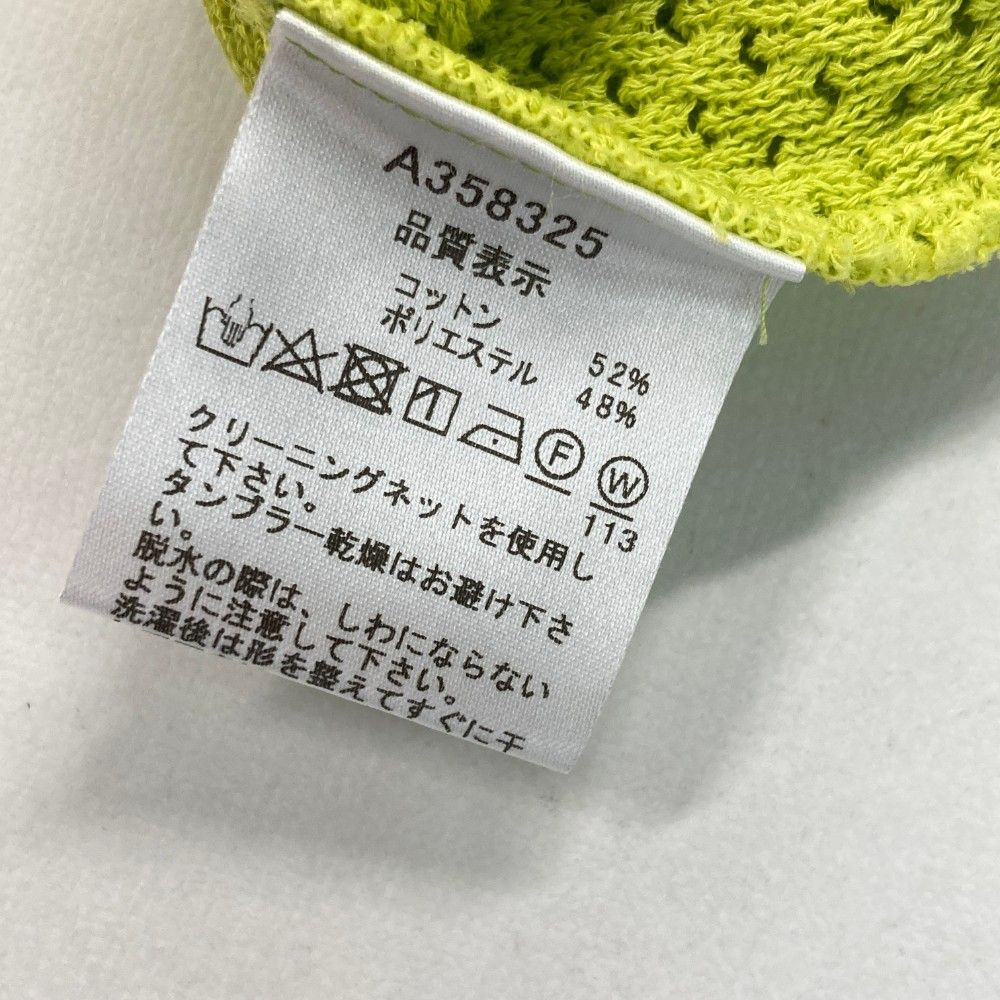 A358325
品質表示
コットン 52%
ポリエステル 48%
F W
113
クリーニングネットを使用し
て下さい。
タンブラー乾燥はお避け下さ
い。
脱水の際は、しわにならない
ように注意して下さい。
洗濯後は形を整えてすぐに干